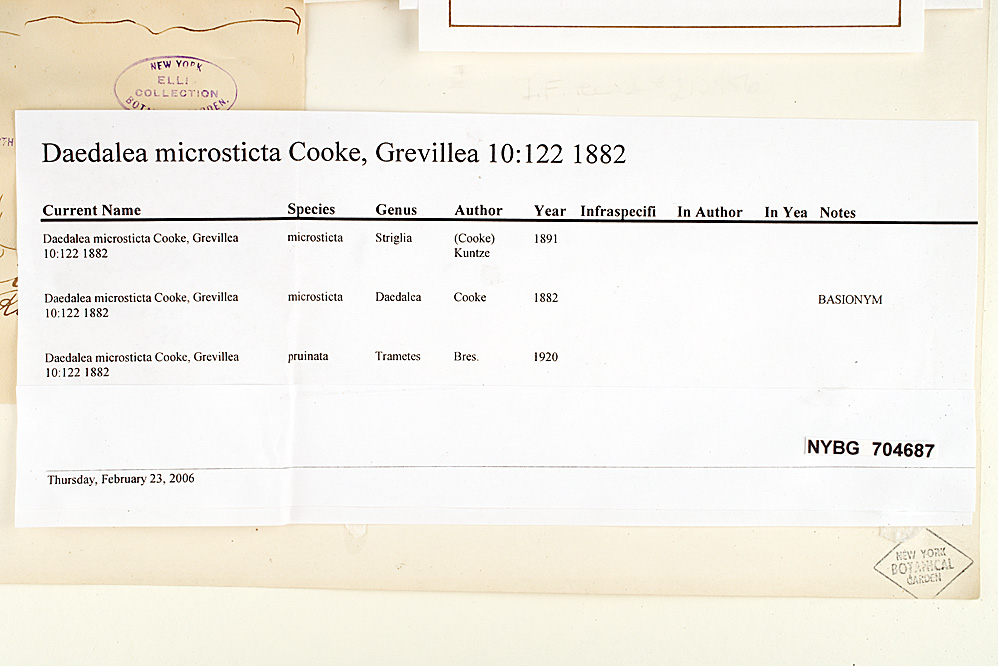 NEW YORK
ELLI
COLLECTION
BOTA GARDEN.
TH
Daedalea microsticta Cooke, Grevillea 10:122 1882
Current Name Species Genus Author Year Infraspecifi In Author In Yea Notes
Daedalea microsticta Cooke, Grevillea 10:122 1882 microsticta Striglia (Cooke) Kuntze 1891
Daedalea microsticta Cooke, Grevillea 10:122 1882 microsticta Daedalea Cooke 1882 BASIONYM
Daedalea microsticta Cooke, Grevillea 10:122 1882 pruinata Trametes Bres. 1920
NYBG 704687
Thursday, February 23, 2006
NEW YORK
BOTANICAL
GARDEN